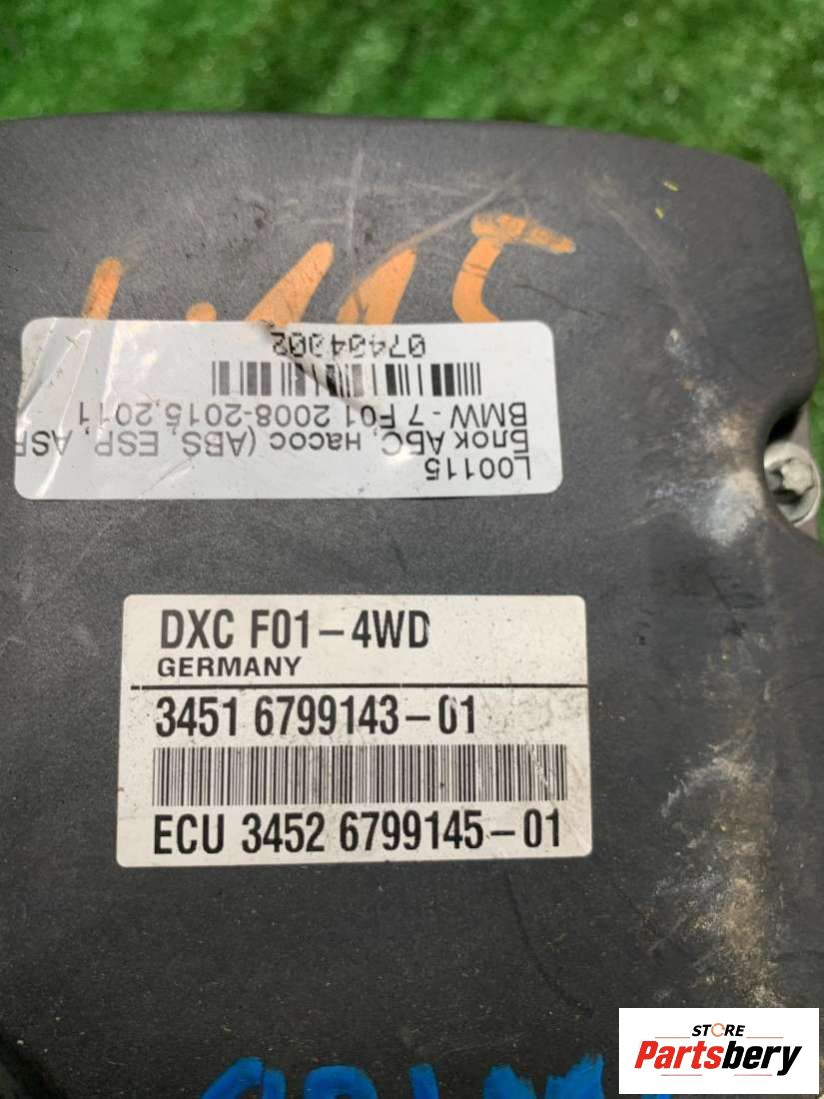 L00115
Блок АБС, насос (ABS, ESP, ASR
BMW - 7 F01 2008-2015,2011
07404002
DXC F01-4WD
GERMANY
3451 6799143-01
ECU 3452 6799145-01
STORE
Partsbery